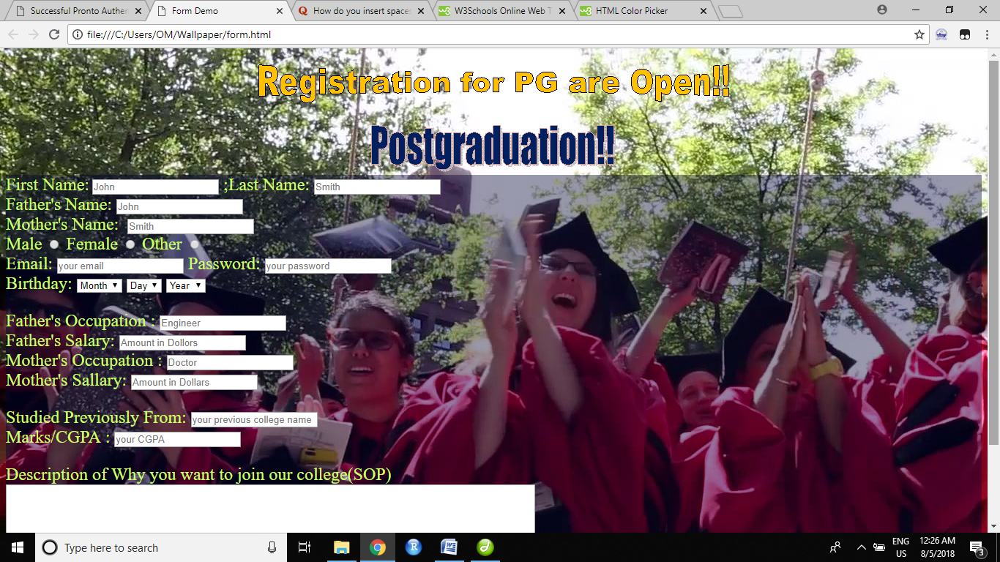 Successful Pronto Authen
Form Demo
How do you insert space
W3Schools Online Web T
HTML Color Picker
file:///C:/Users/OM/Wallpaper/form.html
Registration for PG are Open!!
Postgraduation!!
First Name: John ;Last Name: Smith
Father's Name: John
Mother's Name: Smith
Male Female Other
Email: your email Password: your password
Birthday: Month Day Year
Father's Occupation : Engineer
Father's Salary: Amount in Dollors
Mother's Occupation : Doctor
Mother's Sallary: Amount in Dollars
Studied Previously From: your previous college name
Marks/CGPA : your CGPA
Description of Why you want to join our college(SOP)
Type here to search
ENG 12:26 AM
US 8/5/2018 3